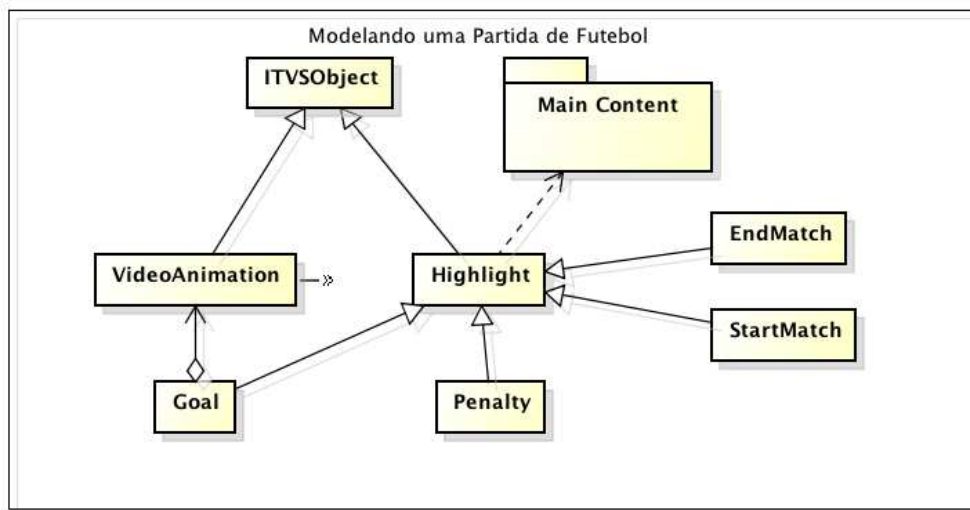 Modelando uma Partida de Futebol
ITVSObject
Main Content
EndMatch
VideoAnimation
Highlight
StartMatch
Goal
Penalty